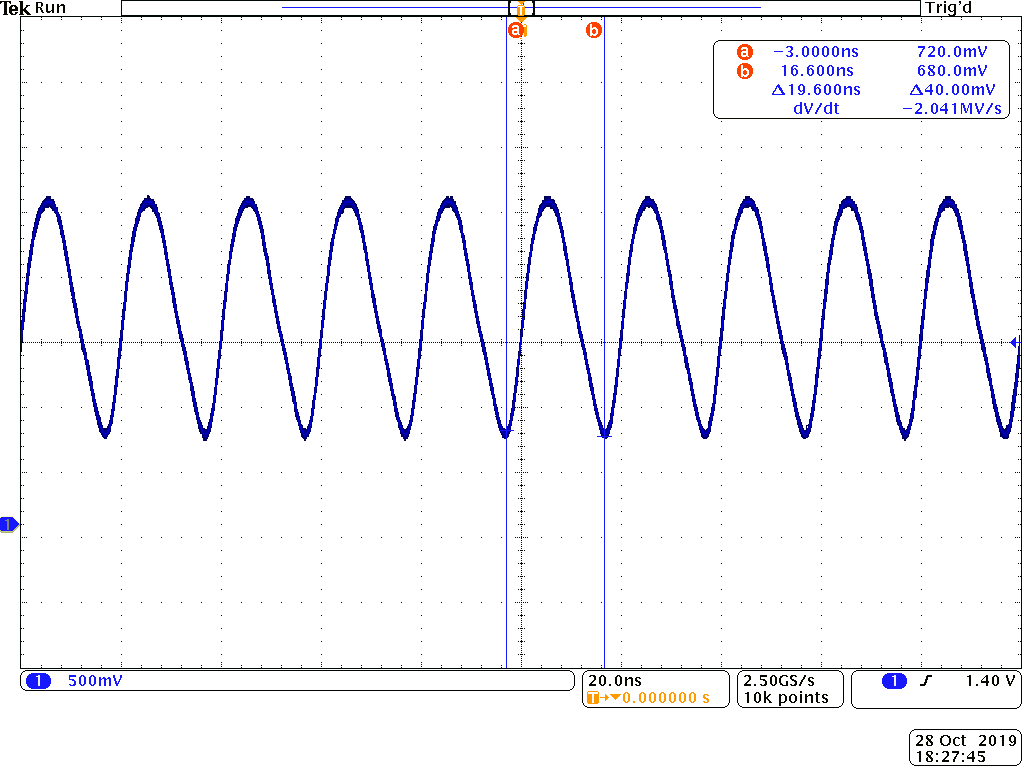 Tek Run Trig'd
T
a b
a −3.0000ns 720.0mV
b 16.600ns 680.0mV
Δ19.600ns Δ40.00mV
dV/dt −2.041MV/s
1
1 500mV 20.0ns 2.50GS/s 1 1.40 V
T→▼0.000000 s 10k points
28 Oct 2019
18:27:45